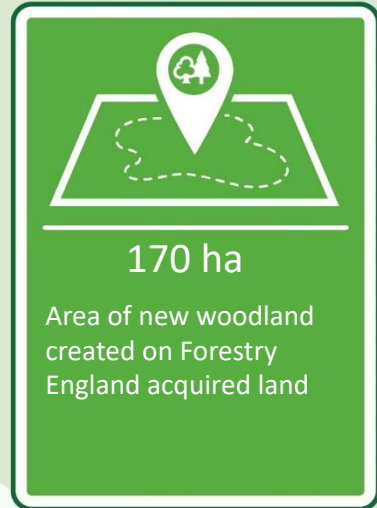 170 ha
Area of new woodland
created on Forestry
England acquired land